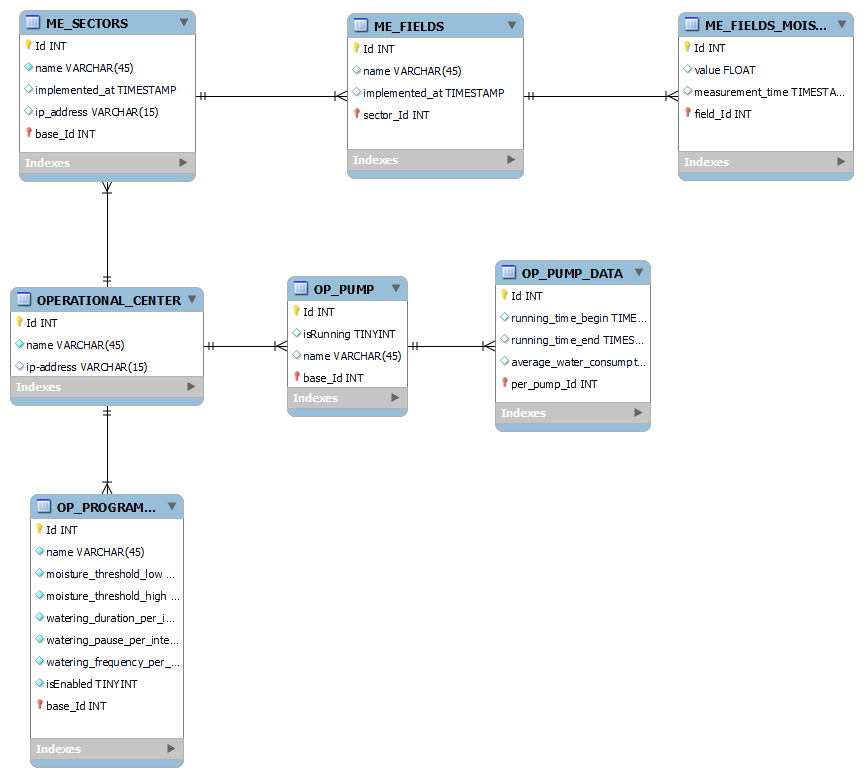 ME_SECTORS
Id INT
name VARCHAR(45)
implemented_at TIMESTAMP
ip_address VARCHAR(15)
base_Id INT
Indexes
ME_FIELDS
Id INT
name VARCHAR(45)
implemented_at TIMESTAMP
sector_Id INT
Indexes
ME_FIELDS_MOIS...
Id INT
value FLOAT
measurement_time TIMESTA...
field_Id INT
Indexes
OPERATIONAL_CENTER
Id INT
name VARCHAR(45)
ip-address VARCHAR(15)
Indexes
OP_PUMP
Id INT
isRunning TINYINT
name VARCHAR(45)
base_Id INT
Indexes
OP_PUMP_DATA
Id INT
running_time_begin TIME...
running_time_end TIMES...
average_water_consumpt...
per_pump_Id INT
Indexes
OP_PROGRAM...
Id INT
name VARCHAR(45)
moisture_threshold_low ...
moisture_threshold_high ...
watering_duration_per_i...
watering_pause_per_inte...
watering_frequency_per_...
isEnabled TINYINT
base_Id INT
Indexes